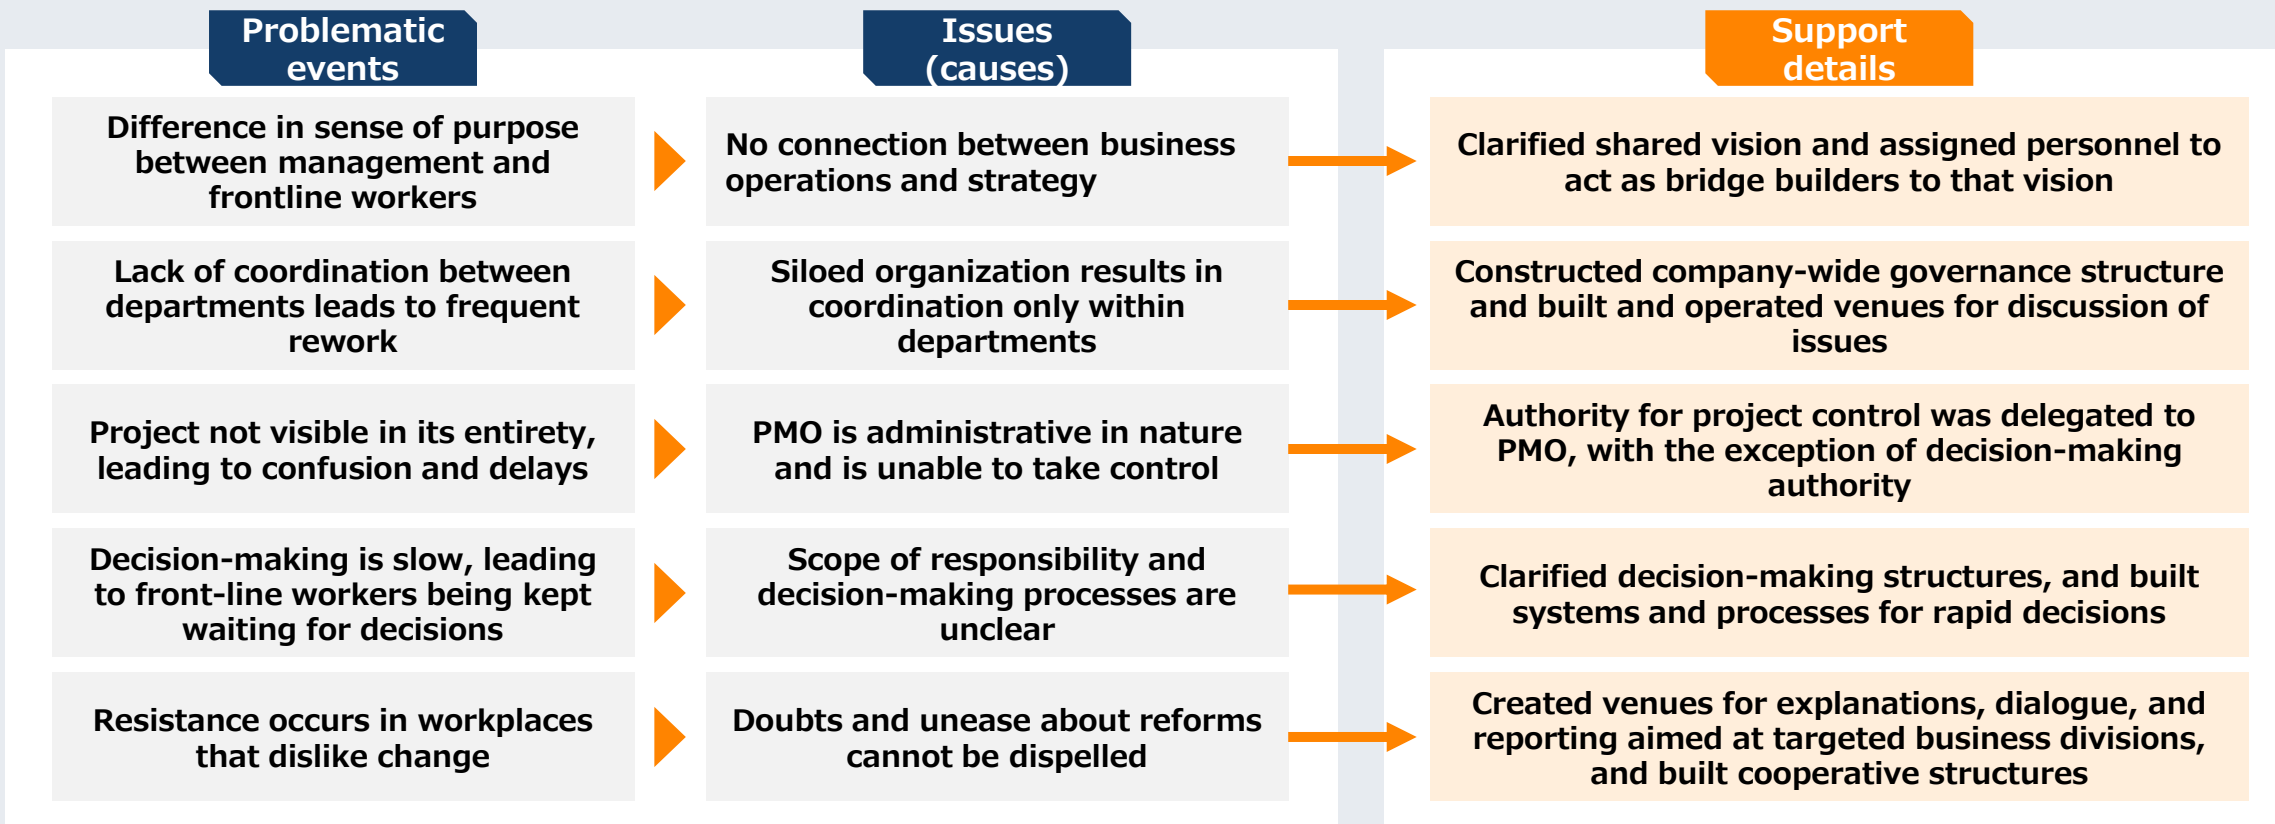 Problematic
events
Issues
(causes)
Support
details
Difference in sense of purpose
between management and
frontline workers
No connection between business
operations and strategy
Clarified shared vision and assigned personnel to
act as bridge builders to that vision
Lack of coordination between
departments leads to frequent
rework
Siloed organization results in
coordination only within
departments
Constructed company-wide governance structure
and built and operated venues for discussion of
issues
Project not visible in its entirety,
leading to confusion and delays
PMO is administrative in nature
and is unable to take control
Authority for project control was delegated to
PMO, with the exception of decision-making
authority
Decision-making is slow, leading
to front-line workers being kept
waiting for decisions
Scope of responsibility and
decision-making processes are
unclear
Clarified decision-making structures, and built
systems and processes for rapid decisions
Resistance occurs in workplaces
that dislike change
Doubts and unease about reforms
cannot be dispelled
Created venues for explanations, dialogue, and
reporting aimed at targeted business divisions,
and built cooperative structures